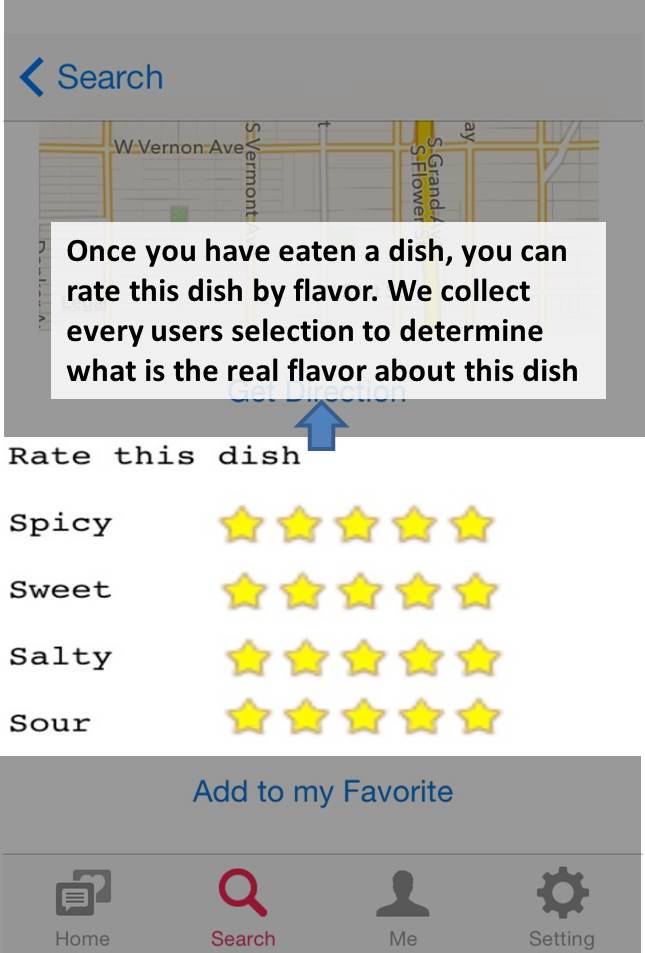 Search
W Vernon Ave
S Vermont
t
S Flower
S Grand A
ay
Once you have eaten a dish, you can
rate this dish by flavor. We collect
every users selection to determine
what is the real flavor about this dish
Get Direction
Rate this dish
Spicy
Sweet
Salty
Sour
Add to my Favorite
Home
Search
Me
Setting